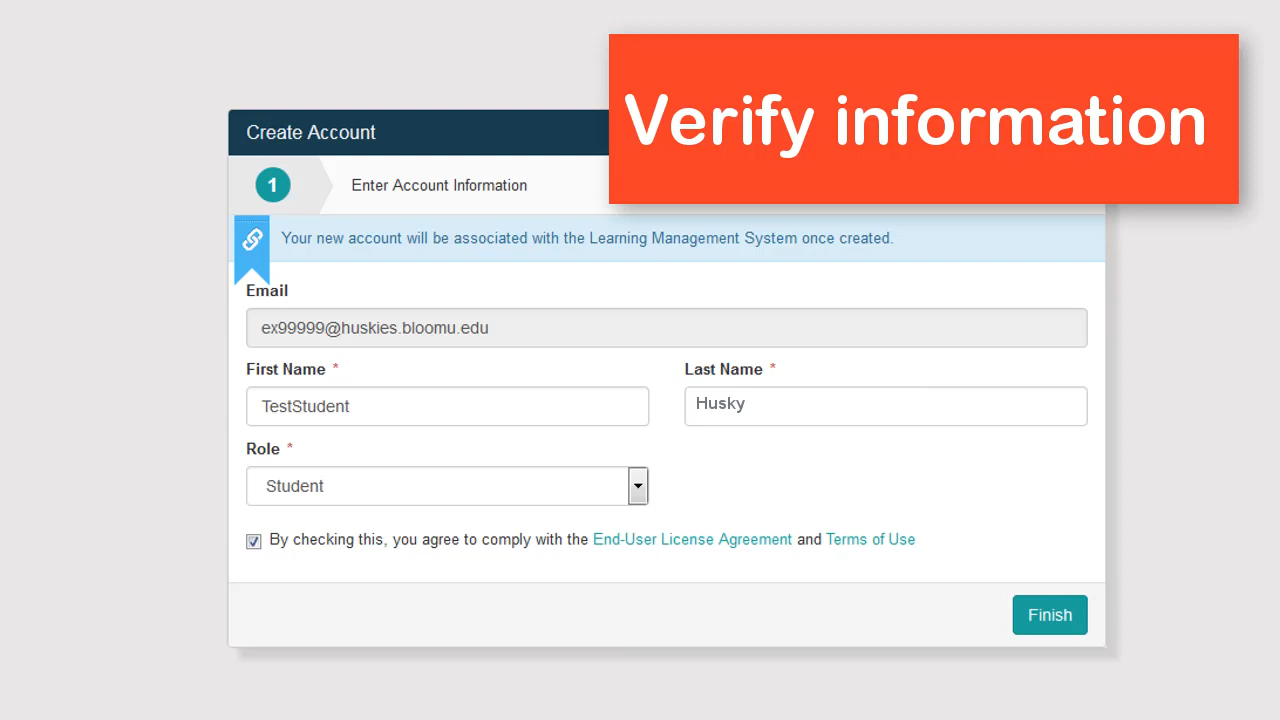 Verify information
Create Account
1 Enter Account Information
Your new account will be associated with the Learning Management System once created.
Email
ex99999@huskies.bloomu.edu
First Name * Last Name *
TestStudent Husky
Role *
Student
By checking this, you agree to comply with the End-User License Agreement and Terms of Use
Finish